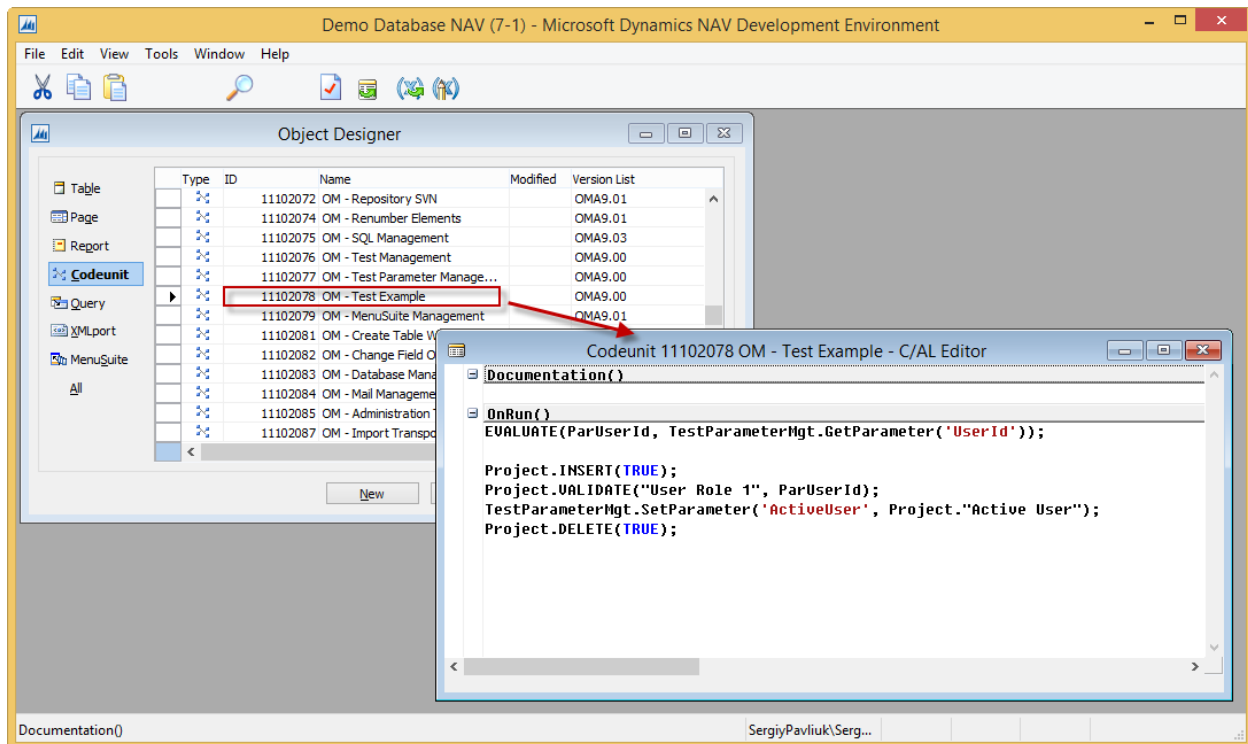 Demo Database NAV (7-1) - Microsoft Dynamics NAV Development Environment
File Edit View Tools Window Help
Object Designer
Table
Page
Report
Codeunit
Query
XMLport
MenuSuite
All
Type ID Name Modified Version List
11102072 OM - Repository SVN OMA9.01
11102074 OM - Renumber Elements OMA9.01
11102075 OM - SQL Management OMA9.03
11102076 OM - Test Management OMA9.00
11102077 OM - Test Parameter Manage... OMA9.00
11102078 OM - Test Example OMA9.00
11102079 OM - MenuSuite Management OMA9.01
11102081 OM - Create Table W
11102082 OM - Change Field O
11102083 OM - Database Mana
11102084 OM - Mail Manageme
11102085 OM - Administration
11102087 OM - Import Transpo
New
Codeunit 11102078 OM - Test Example - C/AL Editor
Documentation()
OnRun()
EVALUATE(ParUserId, TestParameterMgt.GetParameter('UserId'));
Project.INSERT(TRUE);
Project.VALIDATE("User Role 1", ParUserId);
TestParameterMgt.SetParameter('ActiveUser', Project."Active User");
Project.DELETE(TRUE);
Documentation()
SergiyPavliuk\Serg...